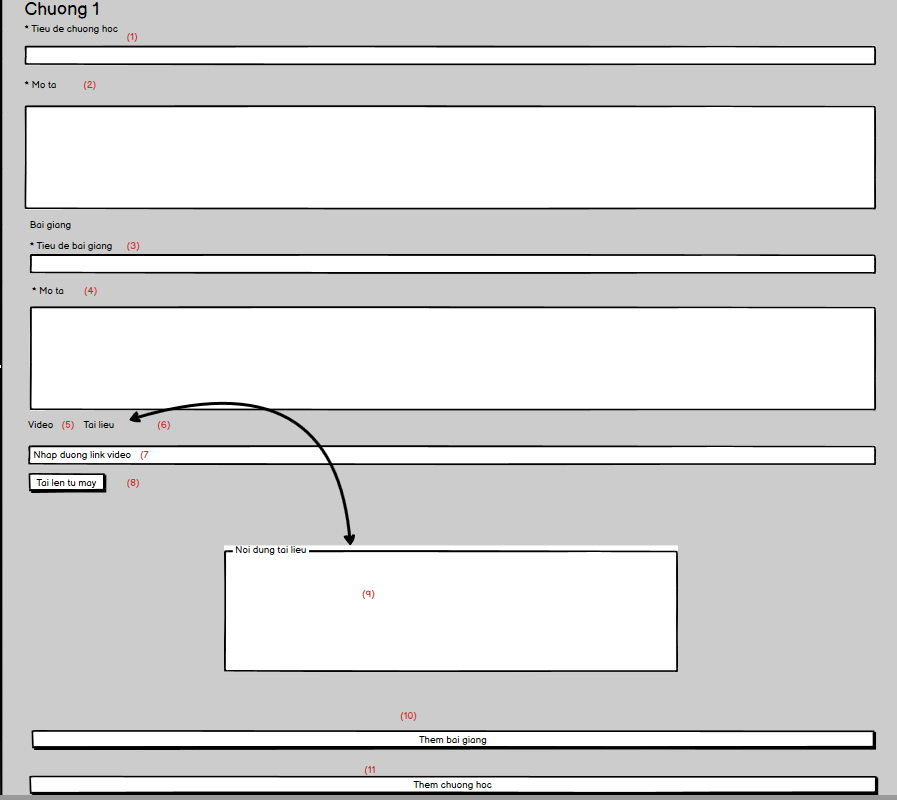 Chuong 1
* Tieu de chuong hoc (1)
* Mo ta (2)
Bai giang
* Tieu de bai giang (3)
* Mo ta (4)
Video (5) Tai lieu (6)
Nhap duong link video (7
Tai len tu may (8)
Noi dung tai lieu
(9)
(10)
Them bai giang
(11
Them chuong hoc